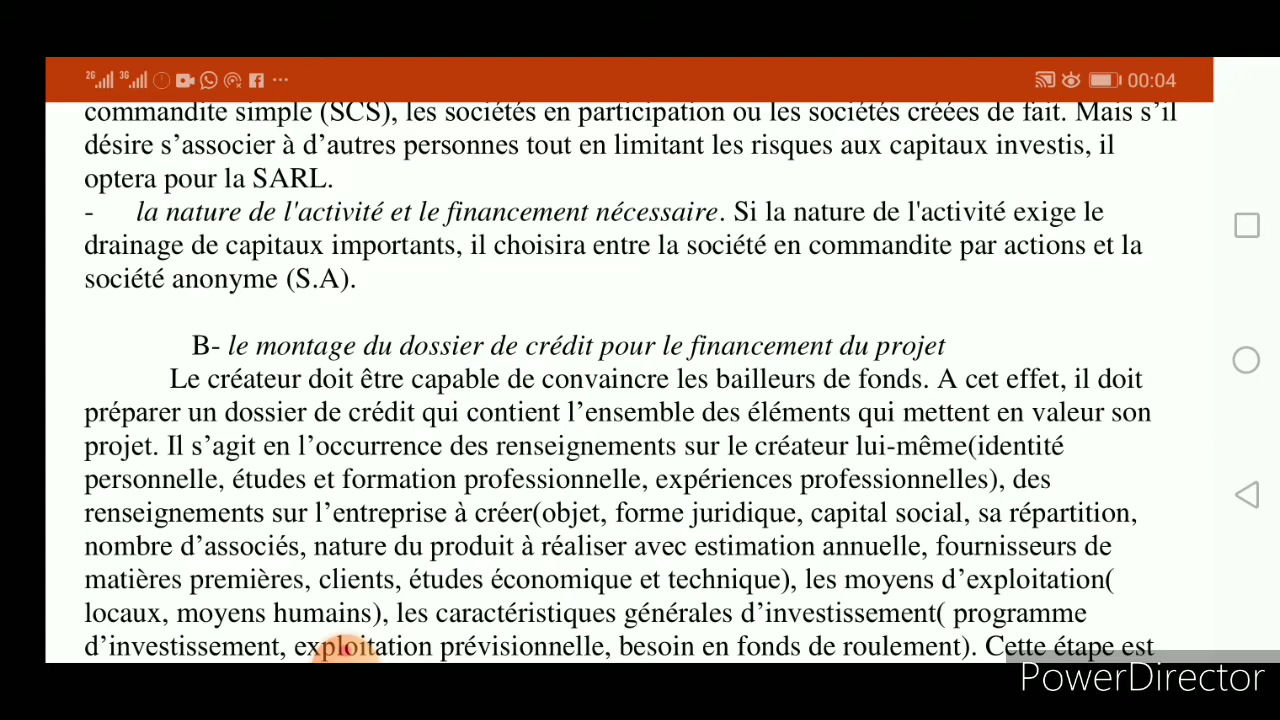 2G 3G 00:04
commandite simple (SCS), les sociétés en participation ou les sociétés créées de fait. Mais s’il
désire s’associer à d’autres personnes tout en limitant les risques aux capitaux investis, il
optera pour la SARL.
- la nature de l'activité et le financement nécessaire. Si la nature de l'activité exige le
drainage de capitaux importants, il choisira entre la société en commandite par actions et la
société anonyme (S.A).
B- le montage du dossier de crédit pour le financement du projet
Le créateur doit être capable de convaincre les bailleurs de fonds. A cet effet, il doit
préparer un dossier de crédit qui contient l’ensemble des éléments qui mettent en valeur son
projet. Il s’agit en l’occurrence des renseignements sur le créateur lui-même(identité
personnelle, études et formation professionnelle, expériences professionnelles), des
renseignements sur l’entreprise à créer(objet, forme juridique, capital social, sa répartition,
nombre d’associés, nature du produit à réaliser avec estimation annuelle, fournisseurs de
matières premières, clients, études économique et technique), les moyens d’exploitation(
locaux, moyens humains), les caractéristiques générales d’investissement( programme
d’investissement, exploitation prévisionnelle, besoin en fonds de roulement). Cette étape est
PowerDirector